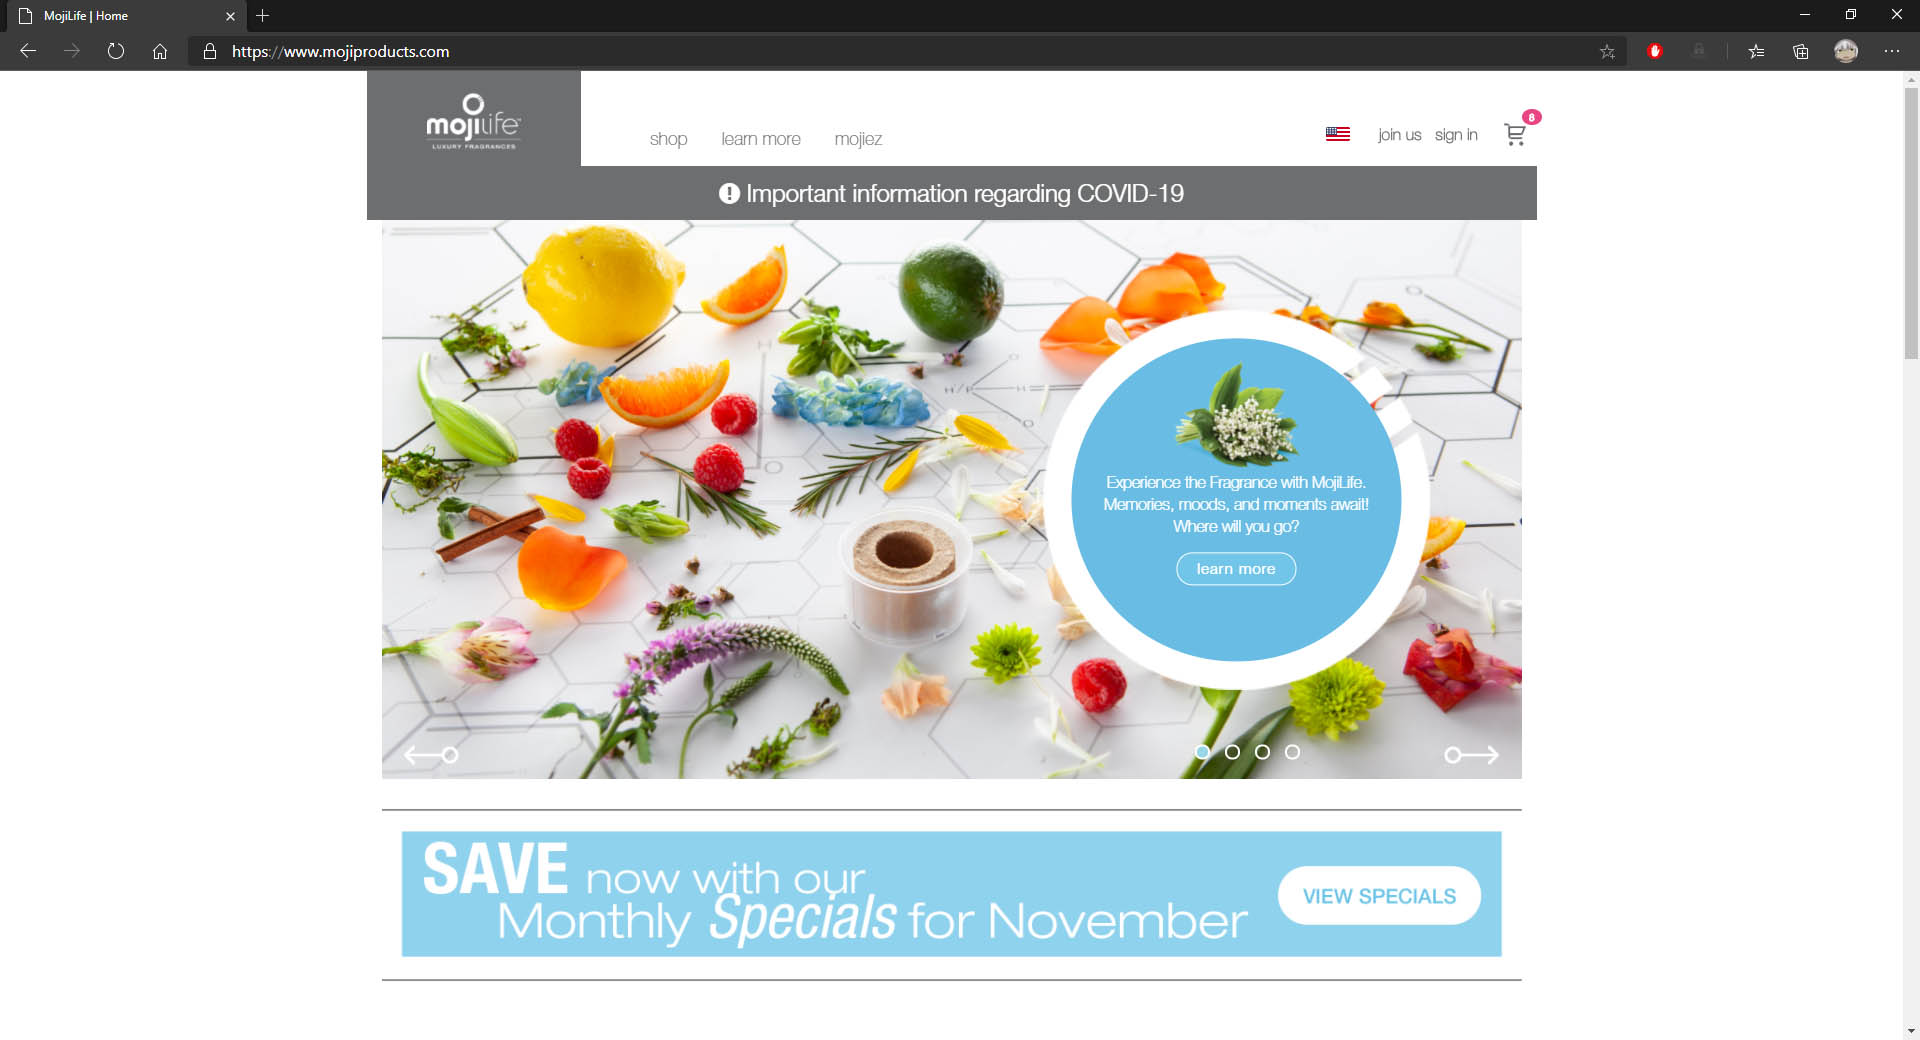 MojiLife | Home
https://www.mojiproducts.com
mojilife™
LUXURY FRAGRANCES
shop learn more mojiez
join us sign in 8
Important information regarding COVID-19
Experience the Fragrance with MojiLife.
Memories, moods, and moments await!
Where will you go?
learn more
SAVE now with our
Monthly Specials for November
VIEW SPECIALS